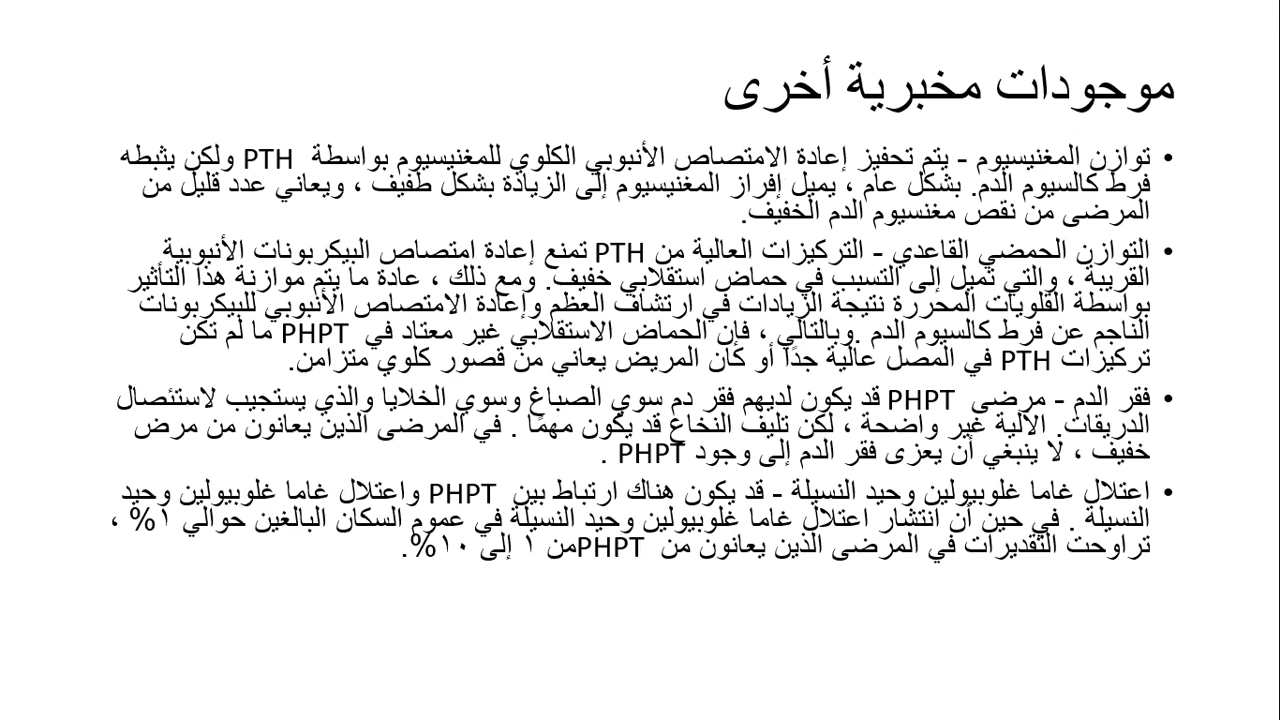 موجودات مخبرية أخرى
• توازن المغنيسيوم - يتم تحفيز إعادة الامتصاص الأنبوبي الكلوي للمغنيسيوم بواسطة PTH ولكن يثبطه
فرط كالسيوم الدم. بشكل عام ، يميل إفراز المغنيسيوم إلى الزيادة بشكل طفيف ، ويعاني عدد قليل من
المرضى من نقص مغنسيوم الدم الخفيف.
• التوازن الحمضي القاعدي - التركيزات العالية من PTH تمنع إعادة امتصاص البيكربونات الأنبوبية
القريبة ، والتي تميل إلى التسبب في حماض استقلابي خفيف. ومع ذلك ، عادة ما يتم موازنة هذا التأثير
بواسطة القلويات المحررة نتيجة الزيادات في ارتشاف العظم وإعادة الامتصاص الأنبوبي للبيكربونات
الناجم عن فرط كالسيوم الدم .وبالتالي ، فإن الحماض الاستقلابي غير معتاد في PHPT ما لم تكن
تركيزات PTH في المصل عالية جدًا أو كان المريض يعاني من قصور كلوي متزامن.
• فقر الدم - مرضى PHPT قد يكون لديهم فقر دم سوي الصباغ وسوي الخلايا والذي يستجيب لاستئصال
الدريقات. الآلية غير واضحة ، لكن تليف النخاع قد يكون مهمًا . في المرضى الذين يعانون من مرض
خفيف ، لا ينبغي أن يعزى فقر الدم إلى وجود PHPT .
• اعتلال غاما غلوبيولين وحيد النسيلة - قد يكون هناك ارتباط بين PHPT واعتلال غاما غلوبيولين وحيد
النسيلة . في حين أن انتشار اعتلال غاما غلوبيولين وحيد النسيلة في عموم السكان البالغين حوالي ١% ،
تراوحت التقديرات في المرضى الذين يعانون من PHPTمن ١ إلى ١٠%.